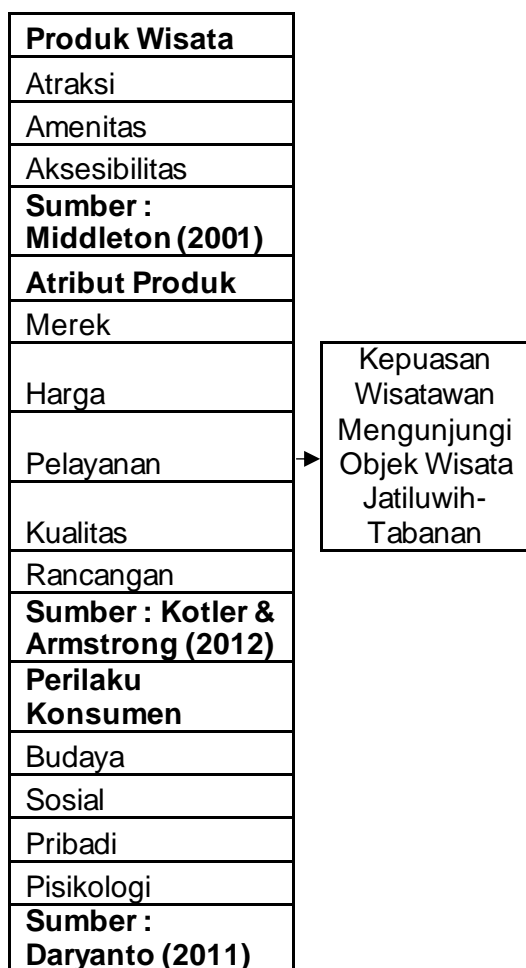 Produk Wisata
Atraksi
Amenitas
Aksesibilitas
Sumber :
Middleton (2001)
Atribut Produk
Merek
Harga
Pelayanan
Kualitas
Rancangan
Sumber : Kotler &
Armstrong (2012)
Perilaku
Konsumen
Budaya
Sosial
Pribadi
Pisikologi
Sumber :
Daryanto (2011)
Kepuasan
Wisatawan
Mengunjungi
Objek Wisata
Jatiluwih-
Tabanan